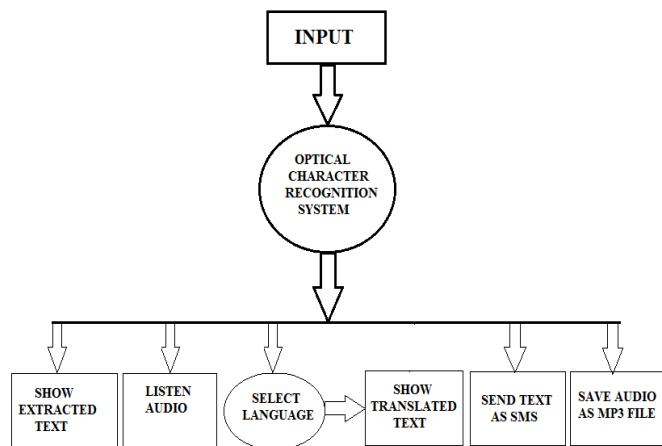 INPUT
OPTICAL
CHARACTER
RECOGNITION
SYSTEM
SHOW
EXTRACTED
TEXT
LISTEN
AUDIO
SELECT
LANGUAGE
SHOW
TRANSLATED
TEXT
SEND TEXT
AS SMS
SAVE AUDIO
AS MP3 FILE